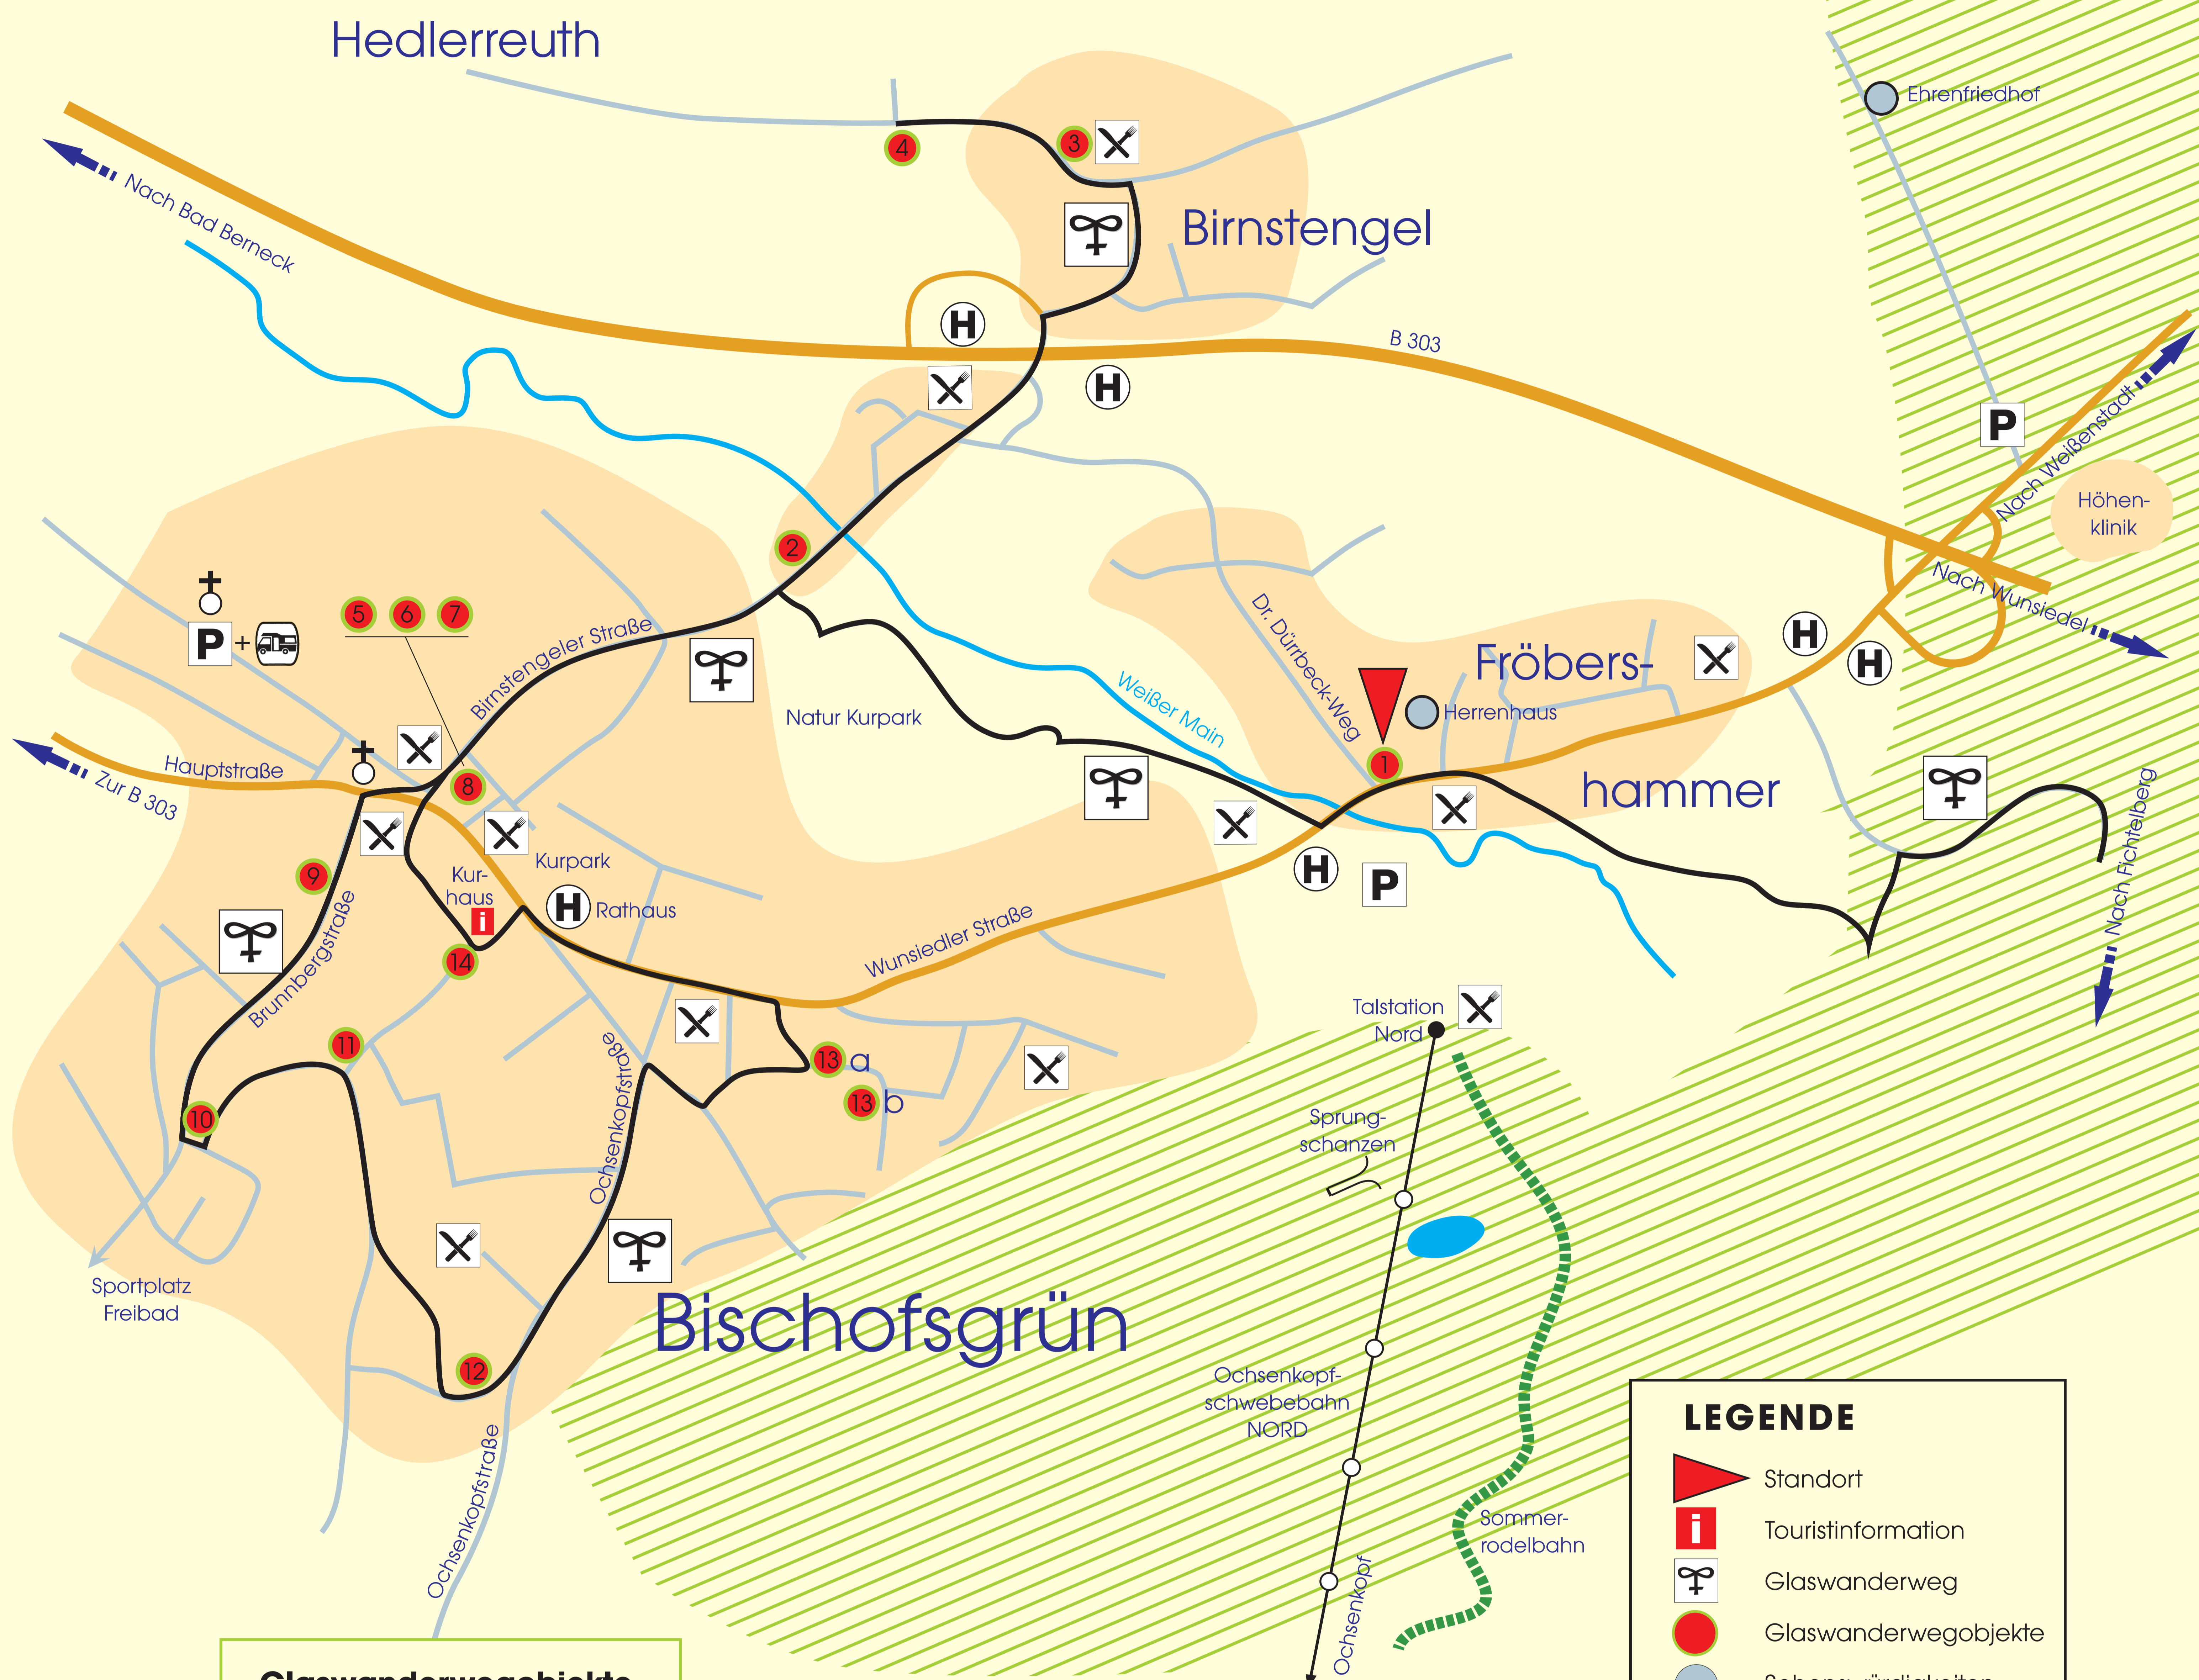 Hedlerreuth
Ehrenfriedhof
4
3
Nach Bad Berneck
Birnstengel
H
B 303
H
P
Nach Weißenstadt
Höhen-
klinik
2
Nach Wunsiedel
5 6 7
P + 
Birnstengeler Straße
Natur Kurpark
Weißer Main
Dr. Dürrbeck-Weg
Fröbers-
hammer
Herrenhaus
H
H
1
Hauptstraße
Zur B 303
8
Kurpark
Kur-
haus
i
H Rathaus
9
14
Brunnbergstraße
Wunsiedler Straße
H
P
Nach Fichtelberg
Talstation
Nord
11
13 a
13 b
10
Ochsenkopfstraße
Sprung-
schanzen
Sportplatz
Freibad
Bischofsgrün
12
Ochsenkopf-
schwebebahn
NORD
Ochsenkopfstraße
Sommer-
rodelbahn
Ochsenkopf
LEGENDE
Standort
i Touristinformation
Glaswanderweg
Glaswanderwegobjekte
Sehenswürdigkeiten
Glaswanderwegobjekte